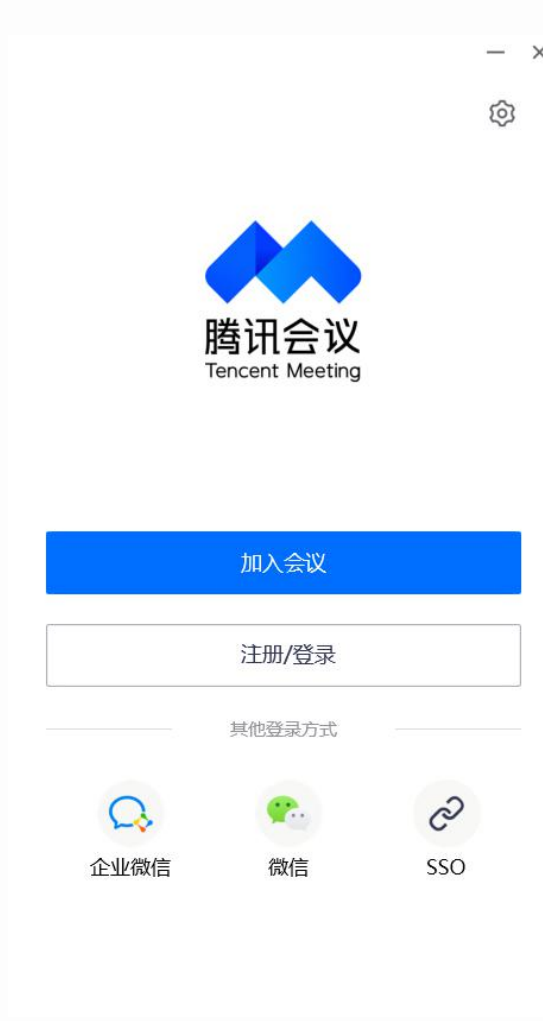 腾讯会议
Tencent Meeting
加入会议
注册/登录
其他登录方式
企业微信
微信
SSO